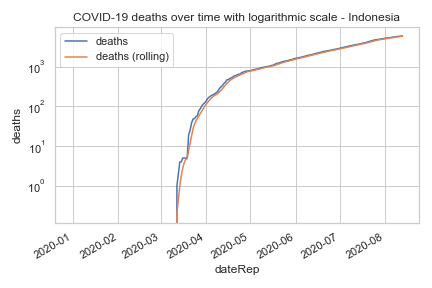 COVID-19 deaths over time with logarithmic scale - Indonesia
deaths
deaths (rolling)
10³
10²
10¹
10⁰
deaths
2020-01
2020-02
2020-03
2020-04
2020-05
2020-06
2020-07
2020-08
dateRep